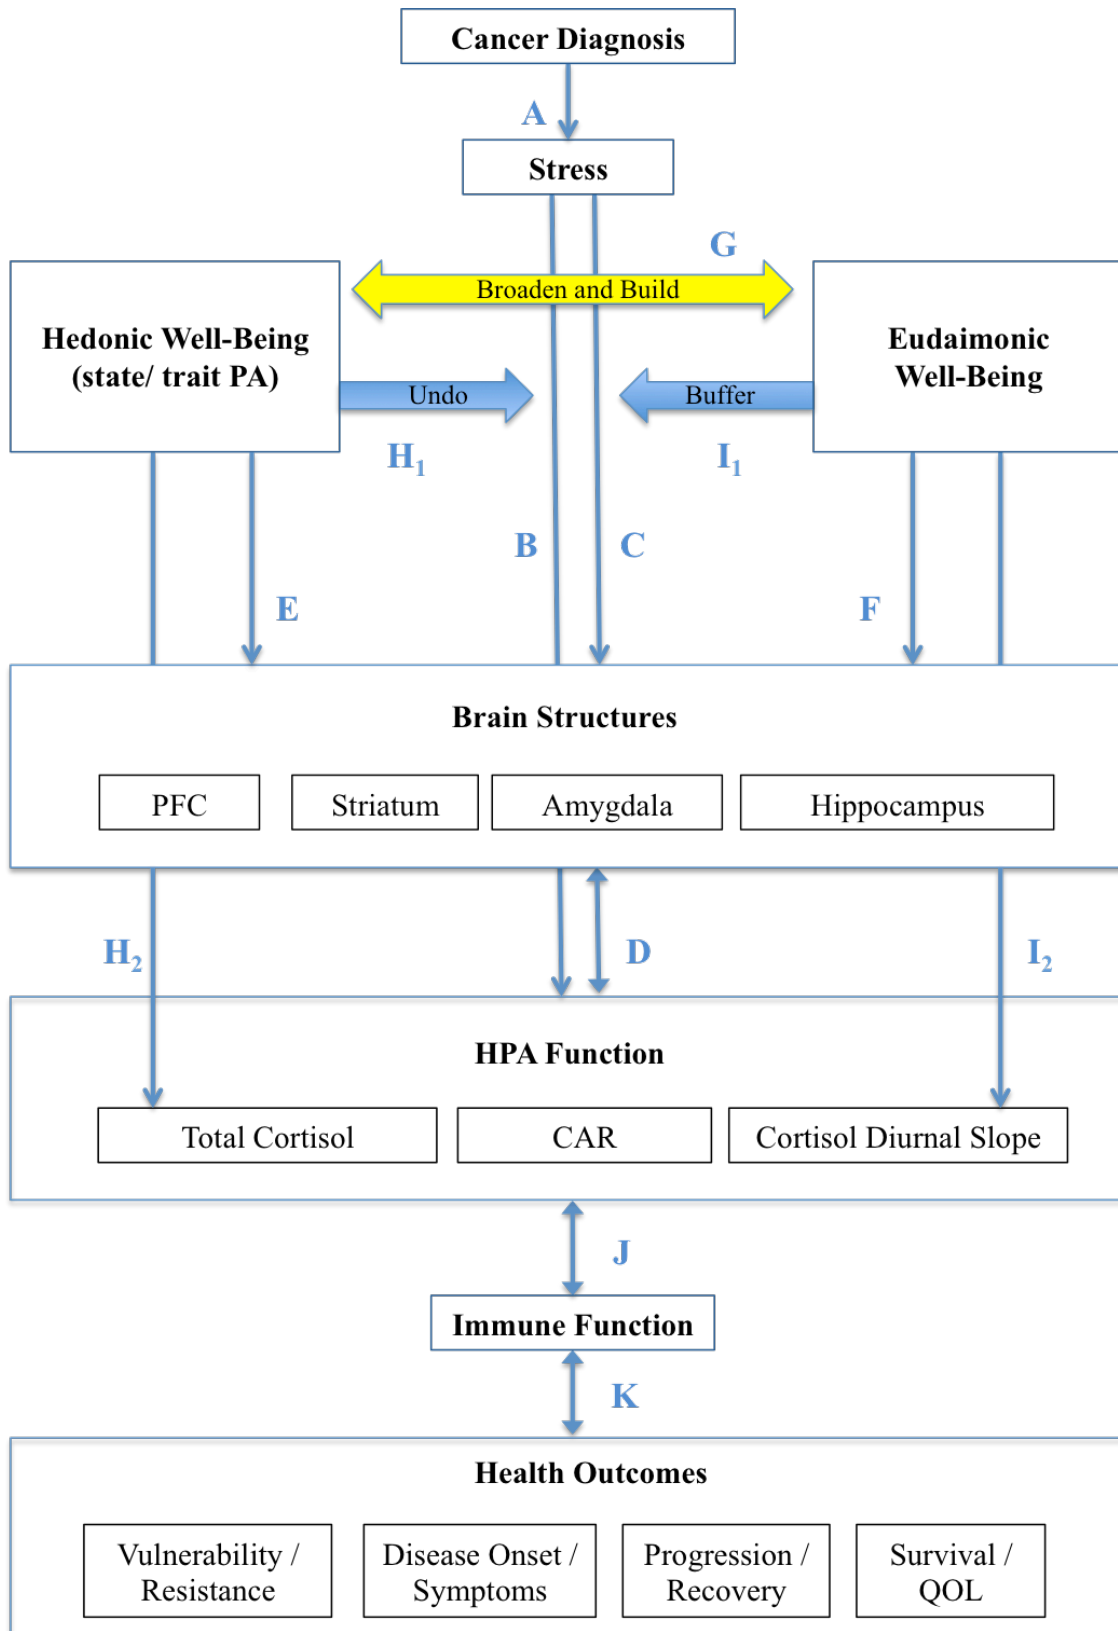 Cancer Diagnosis
A
Stress
G
Broaden and Build
Hedonic Well-Being
(state/ trait PA)
Eudaimonic
Well-Being
Undo
Buffer
H₁
I₁
B
C
E
F
Brain Structures
PFC
Striatum
Amygdala
Hippocampus
H₂
D
I₂
HPA Function
Total Cortisol
CAR
Cortisol Diurnal Slope
J
Immune Function
K
Health Outcomes
Vulnerability /
Resistance
Disease Onset /
Symptoms
Progression /
Recovery
Survival /
QOL